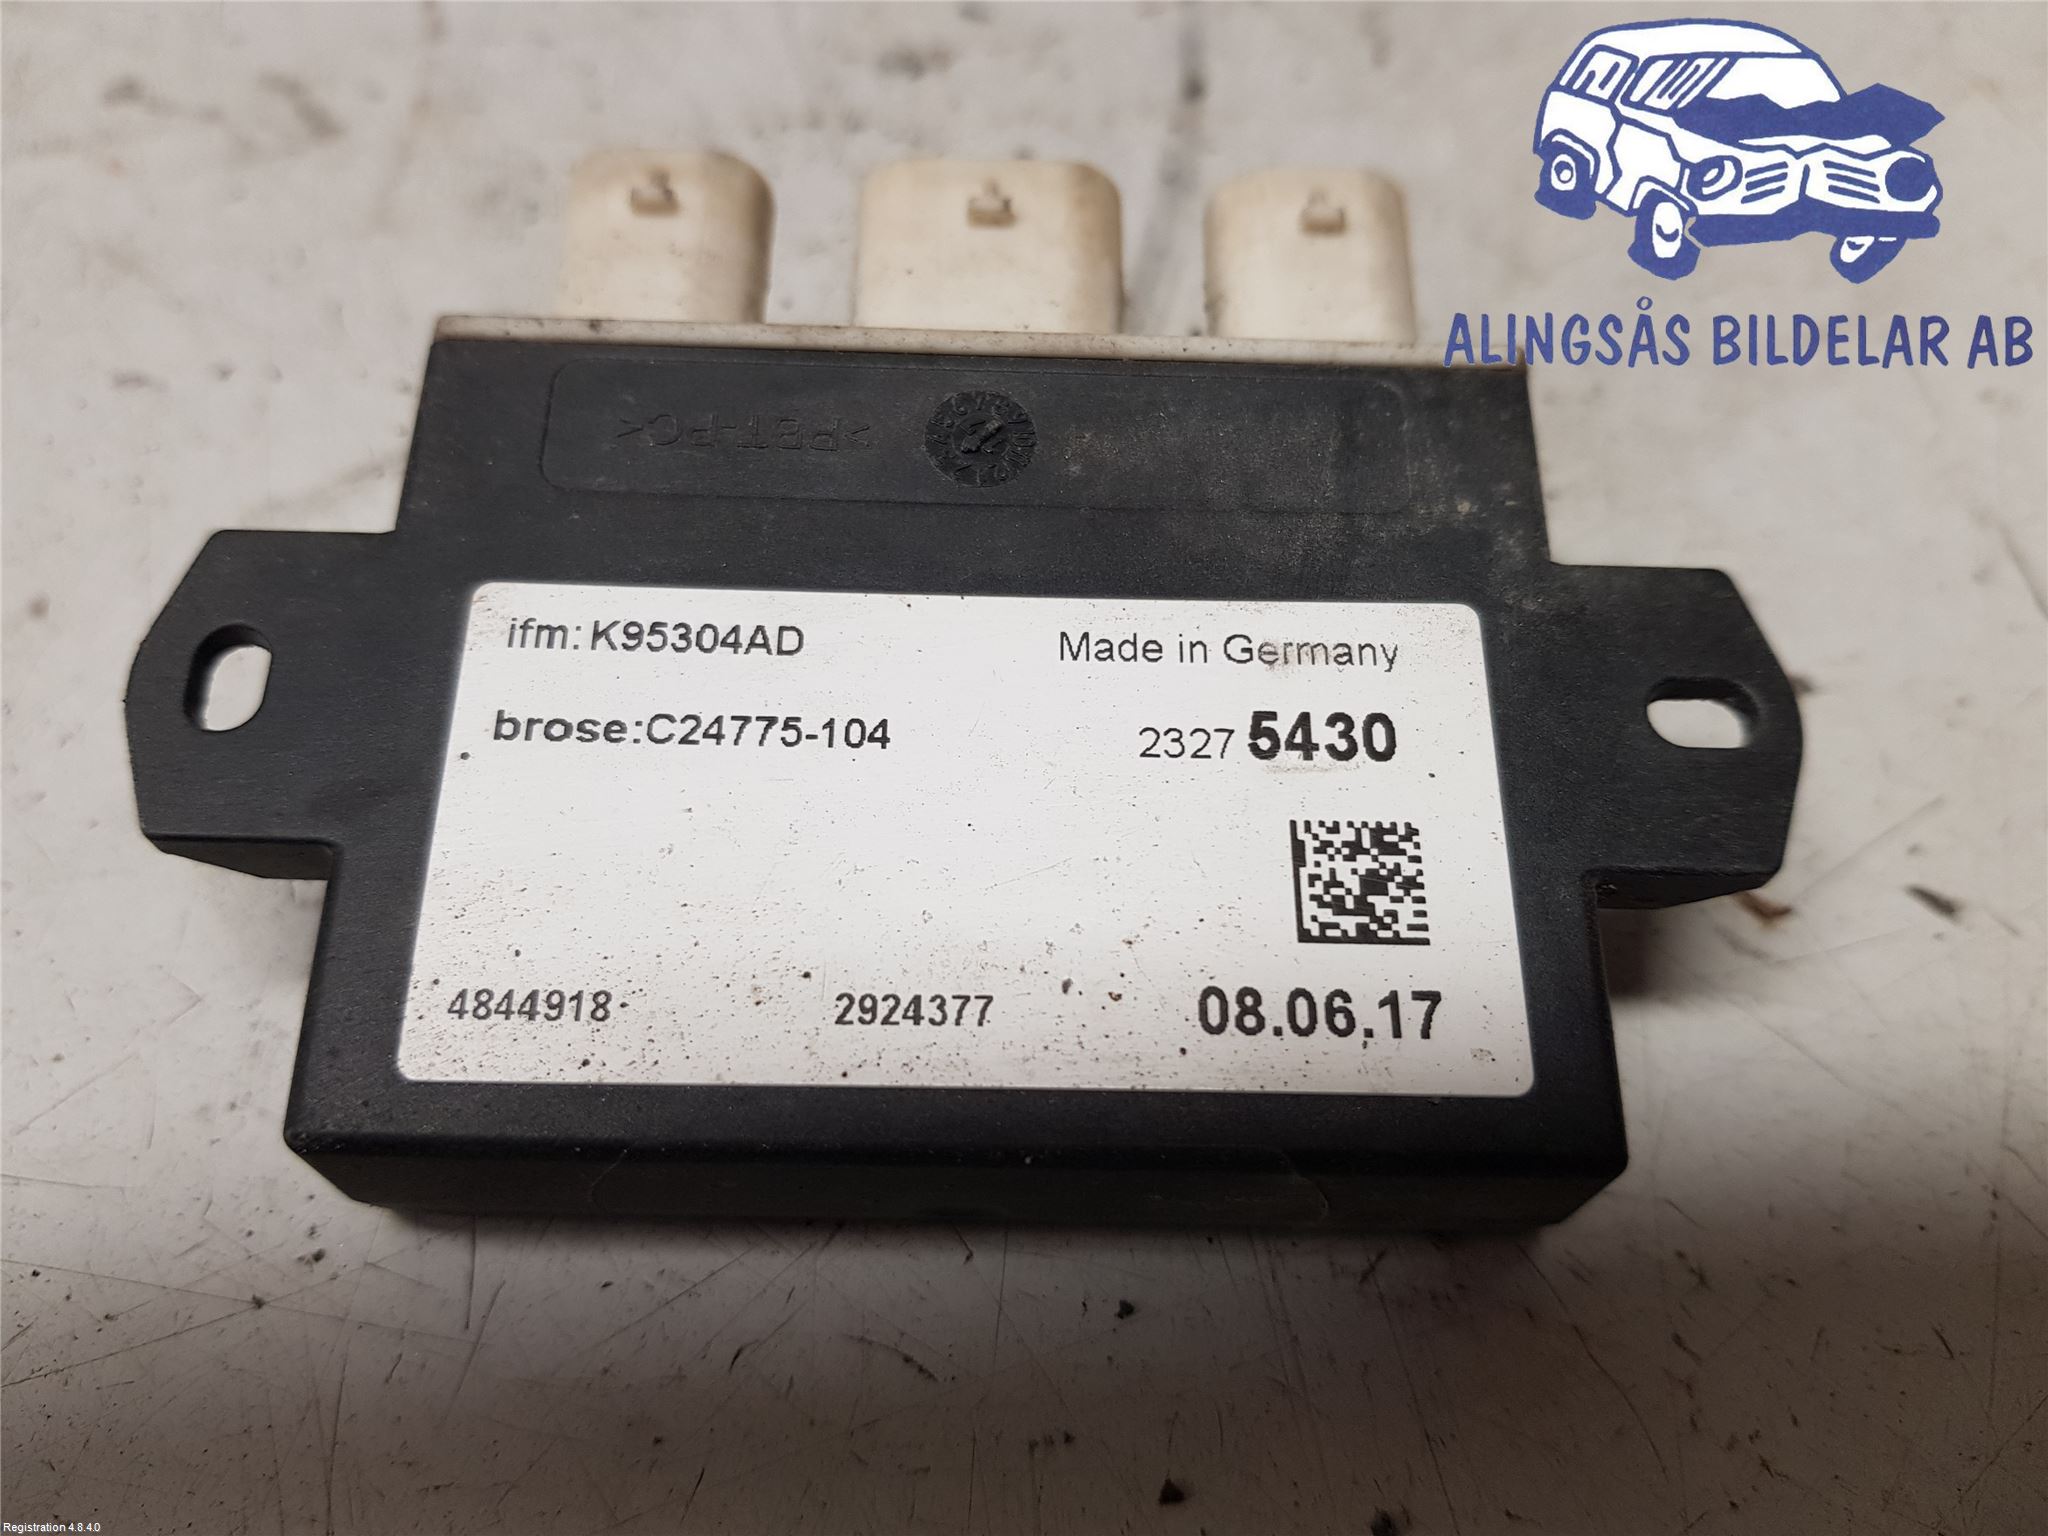 ALINGSÅS BILDELAR AB
>PBT-PC<
ifm: K95304AD
Made in Germany
brose:C24775-104
2327 5430
4844918
2924377
08.06.17
Registration 4.8.4.0